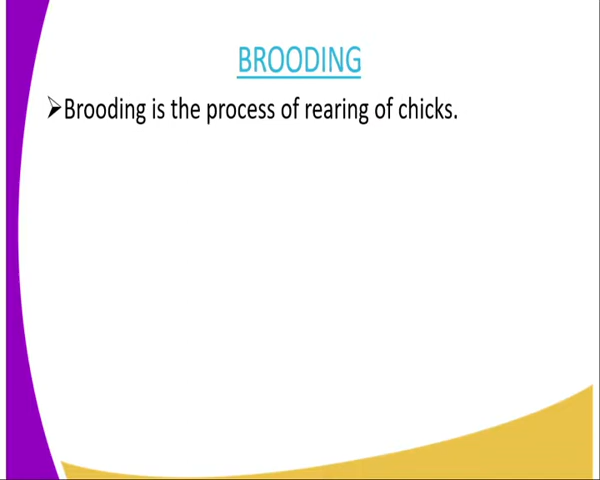 BROODING
➢Brooding is the process of rearing of chicks.